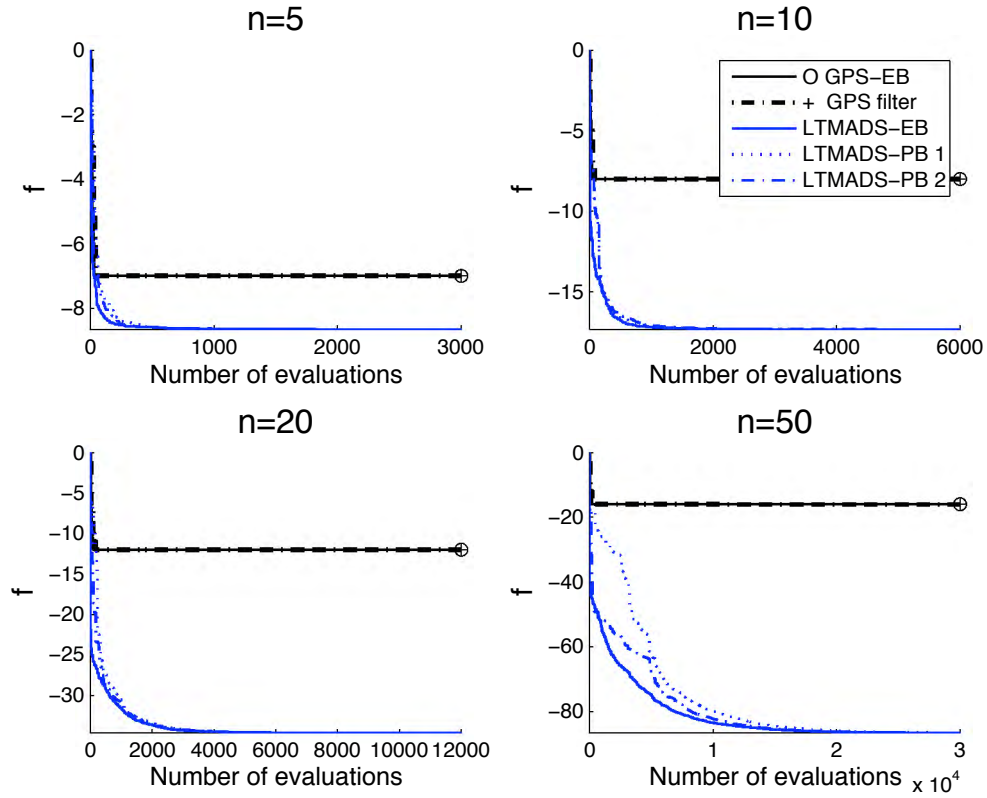 n=5
0
−2
−4
−6
−8
f
0
1000
2000
3000
Number of evaluations
n=10
0
−5
−10
−15
f
O GPS−EB
+ GPS filter
LTMADS−EB
LTMADS−PB 1
LTMADS−PB 2
0
2000
4000
6000
Number of evaluations
n=20
0
−5
−10
−15
−20
−25
−30
f
0
2000
4000
6000
8000
10000
12000
Number of evaluations
n=50
0
−20
−40
−60
−80
f
0
1
2
3
Number of evaluations
x 10^4